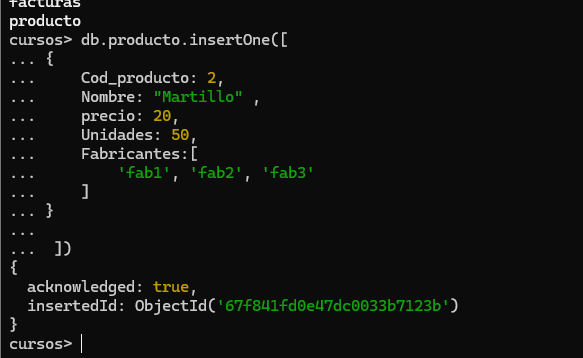 facturas
producto
cursos> db.producto.insertOne([
... {
...     Cod_producto: 2,
...     Nombre: "Martillo" ,
...     precio: 20,
...     Unidades: 50,
...     Fabricantes:[
...         'fab1', 'fab2', 'fab3'
...     ]
... }
...
...  ])
{
  acknowledged: true,
  insertedId: ObjectId('67f841fd0e47dc0033b7123b')
}
cursos>